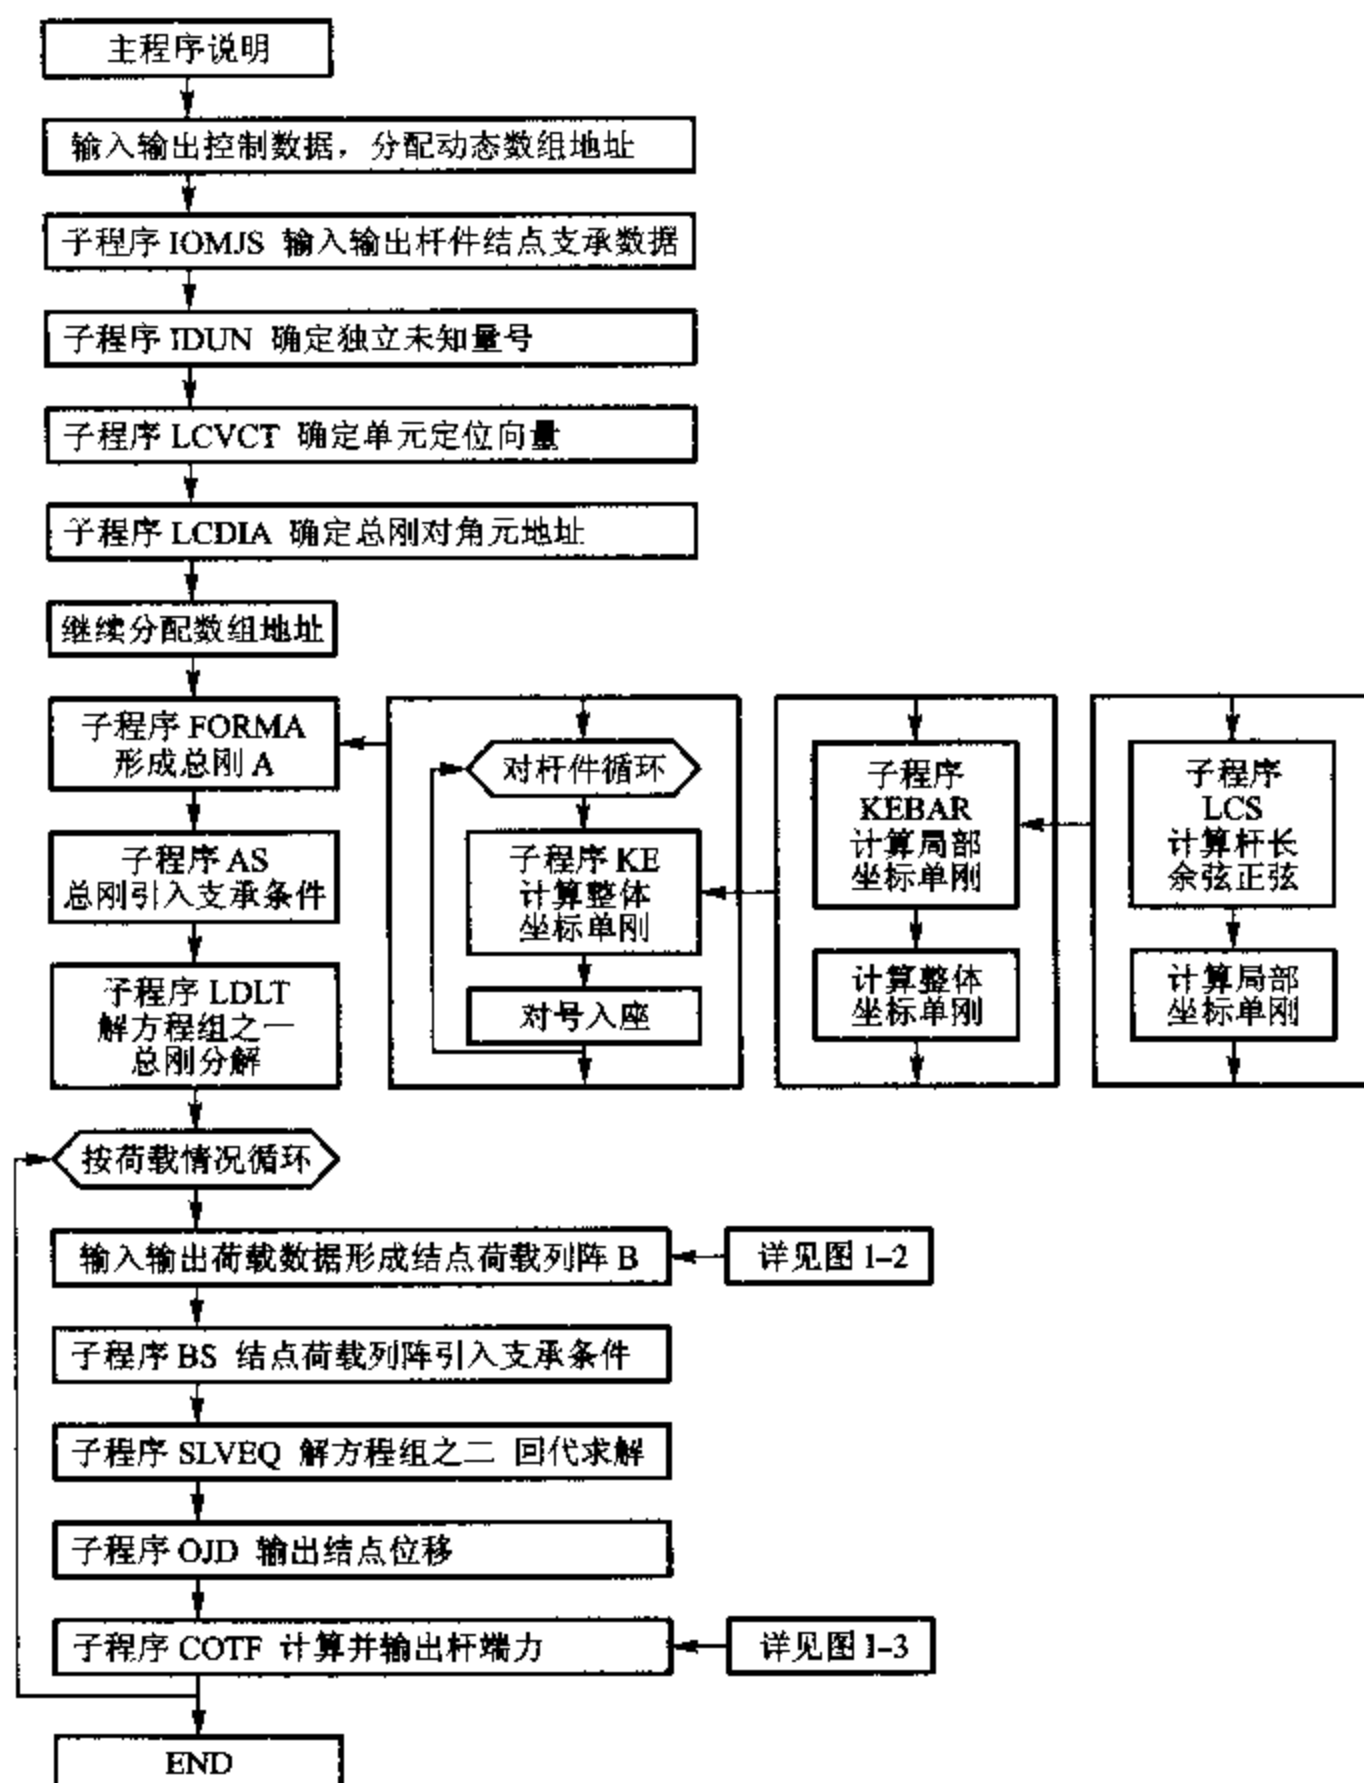 主程序说明
输入输出控制数据，分配动态数组地址
子程序 IOMJS 输入输出杆件结点支承数据
子程序 IDUN 确定独立未知量号
子程序 LCVCT 确定单元定位向量
子程序 LCDIA 确定总刚对角元地址
继续分配数组地址
子程序 FORMA
形成总刚 A
子程序 AS
总刚引入支承条件
子程序 LDLT
解方程组之一
总刚分解
对杆件循环
子程序 KE
计算整体
坐标单刚
对号入座
子程序
KEBAR
计算局部
坐标单刚
计算整体
坐标单刚
子程序
LCS
计算杆长
余弦正弦
计算局部
坐标单刚
按荷载情况循环
输入输出荷载数据形成结点荷载列阵 B
详见图 1-2
子程序 BS 结点荷载列阵引入支承条件
子程序 SLVEQ 解方程组之二 回代求解
子程序 OJD 输出结点位移
子程序 COTF 计算并输出杆端力
详见图 1-3
END